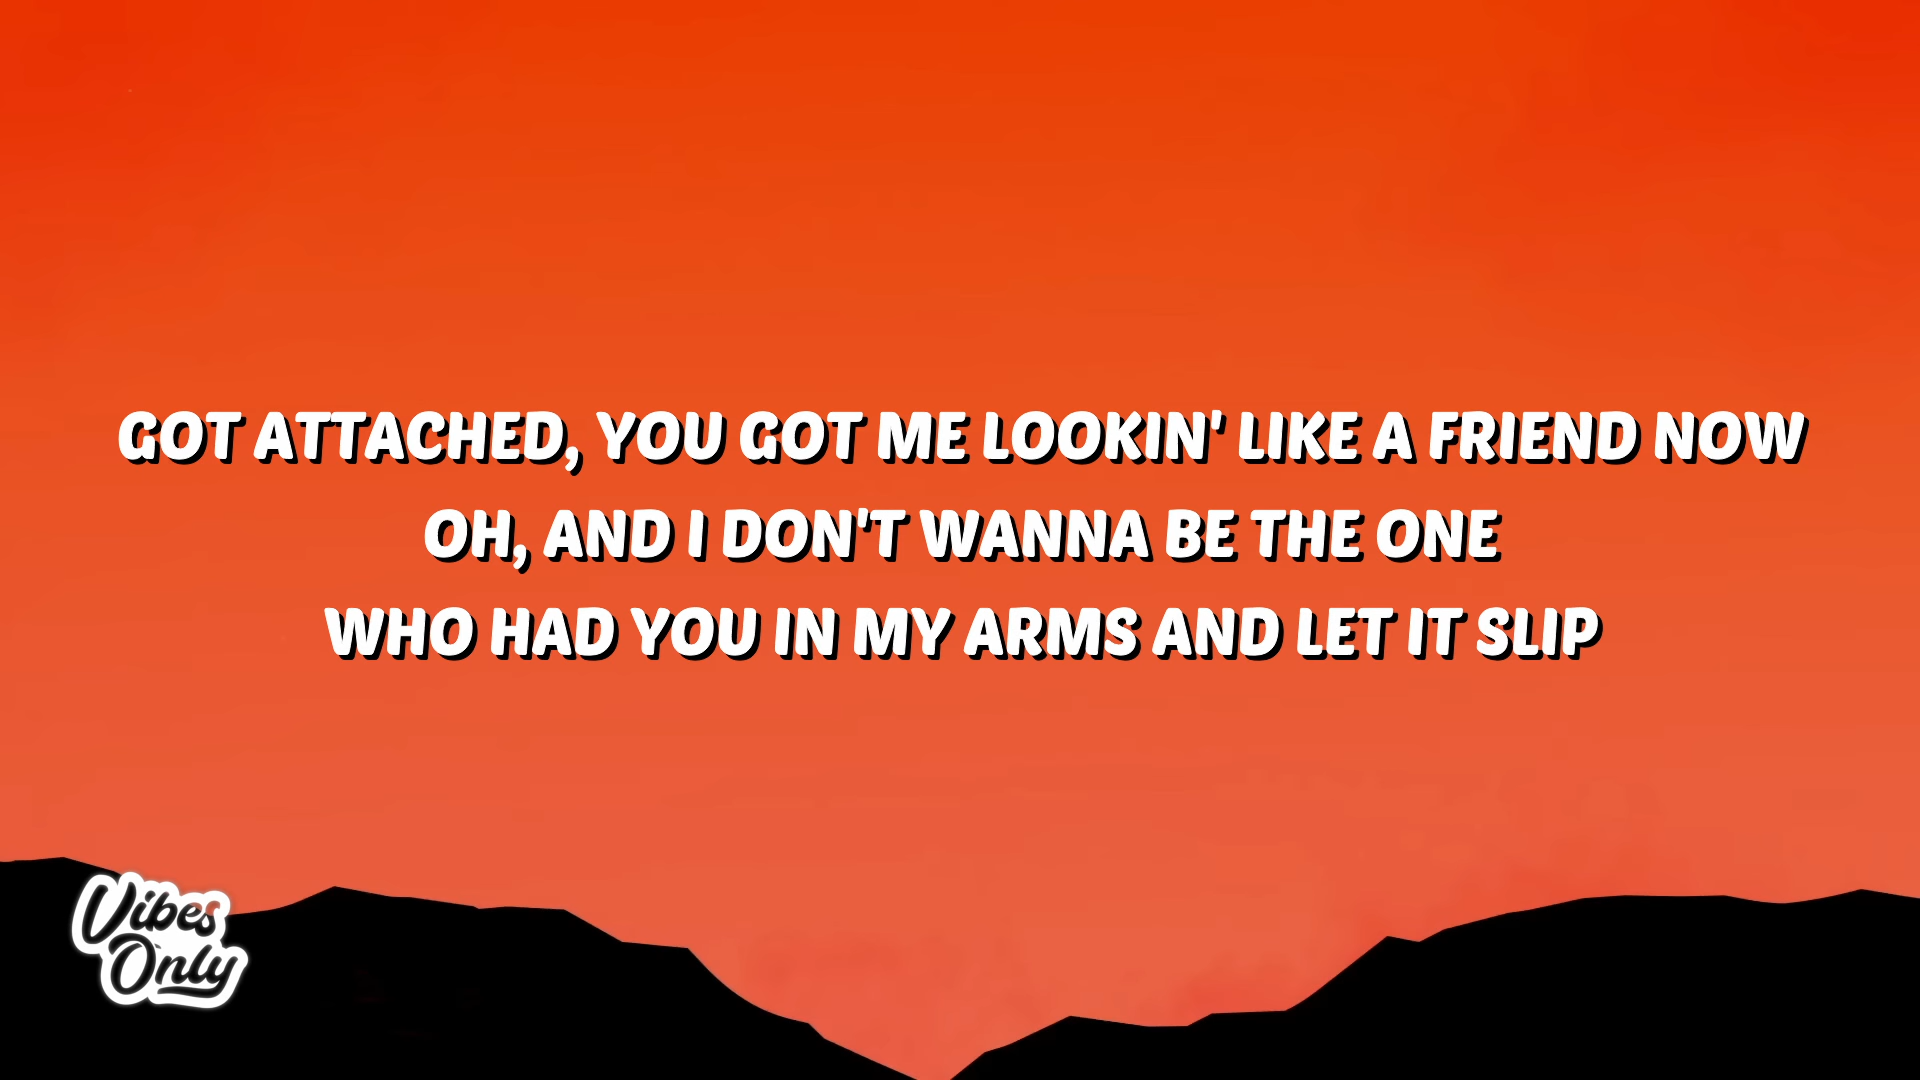 GOT ATTACHED, YOU GOT ME LOOKIN' LIKE A FRIEND NOW
OH, AND I DON'T WANNA BE THE ONE
WHO HAD YOU IN MY ARMS AND LET IT SLIP
Vibes
Only